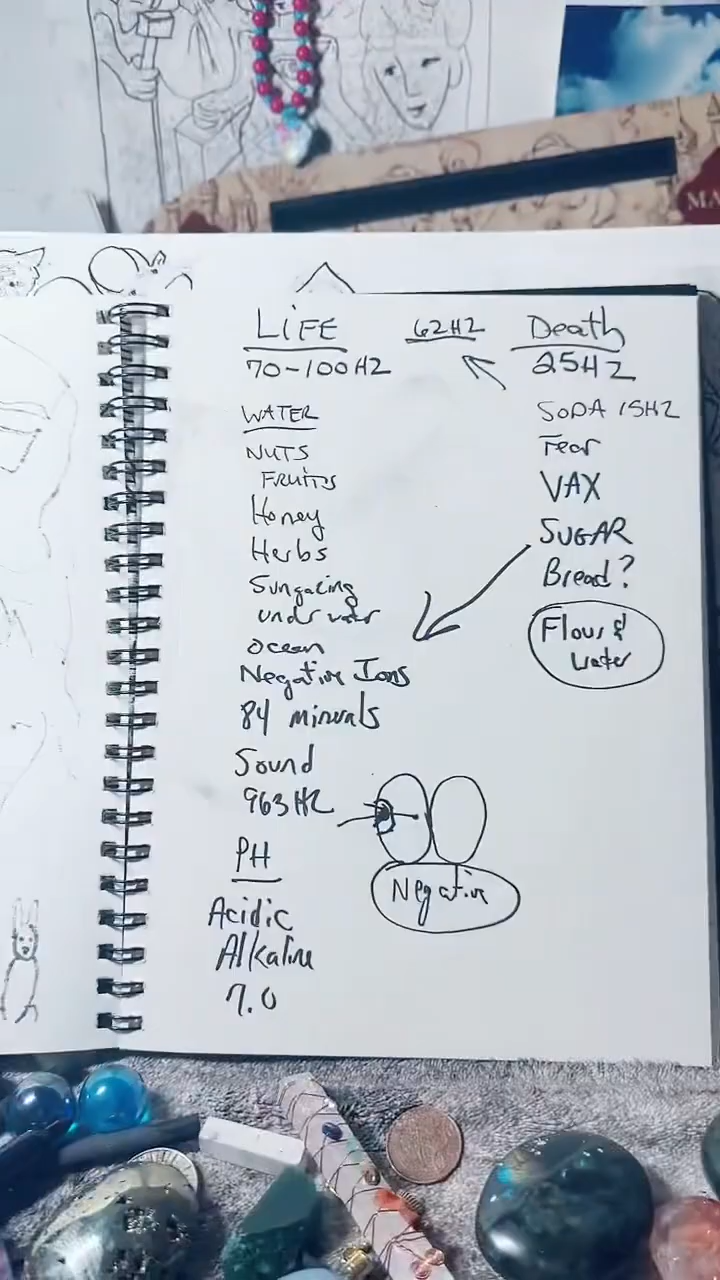 MA
LIFE
70-100HZ
62HZ
Death
25HZ
WATER
NUTS
FRUITS
Honey
Herbs
Sungazing
under water
ocean
Negative Ions
84 minerals
Sound
963HZ
PH
Acidic
Alkaline
7.0
SODA 15HZ
Fear
VAX
SUGAR
Bread?
Flour &
water
Negative